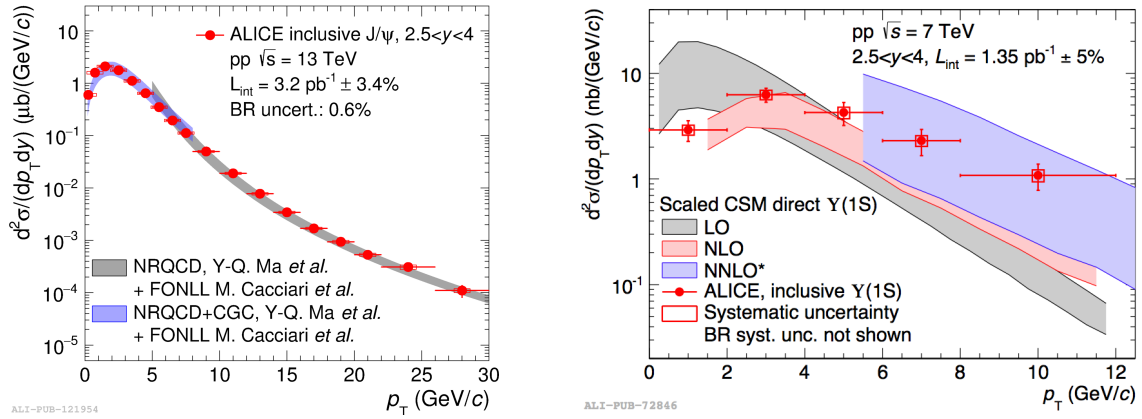 d²σ/(dp_T dy) (μb/(GeV/c))
10
1
10⁻¹
10⁻²
10⁻³
10⁻⁴
10⁻⁵
ALICE inclusive J/ψ, 2.5<y<4
pp √s = 13 TeV
L_int = 3.2 pb⁻¹ ± 3.4%
BR uncert.: 0.6%
NRQCD, Y-Q. Ma et al.
+ FONLL M. Cacciari et al.
NRQCD+CGC, Y-Q. Ma et al.
+ FONLL M. Cacciari et al.
0 5 10 15 20 25 30
p_T (GeV/c)
ALI-PUB-121954
d²σ/(dp_T dy) (nb/(GeV/c))
10
1
10⁻¹
pp √s = 7 TeV
2.5<y<4, L_int = 1.35 pb⁻¹ ± 5%
Scaled CSM direct ϒ(1S)
LO
NLO
NNLO*
ALICE, inclusive ϒ(1S)
Systematic uncertainty
BR syst. unc. not shown
0 2 4 6 8 10 12
p_T (GeV/c)
ALI-PUB-72846